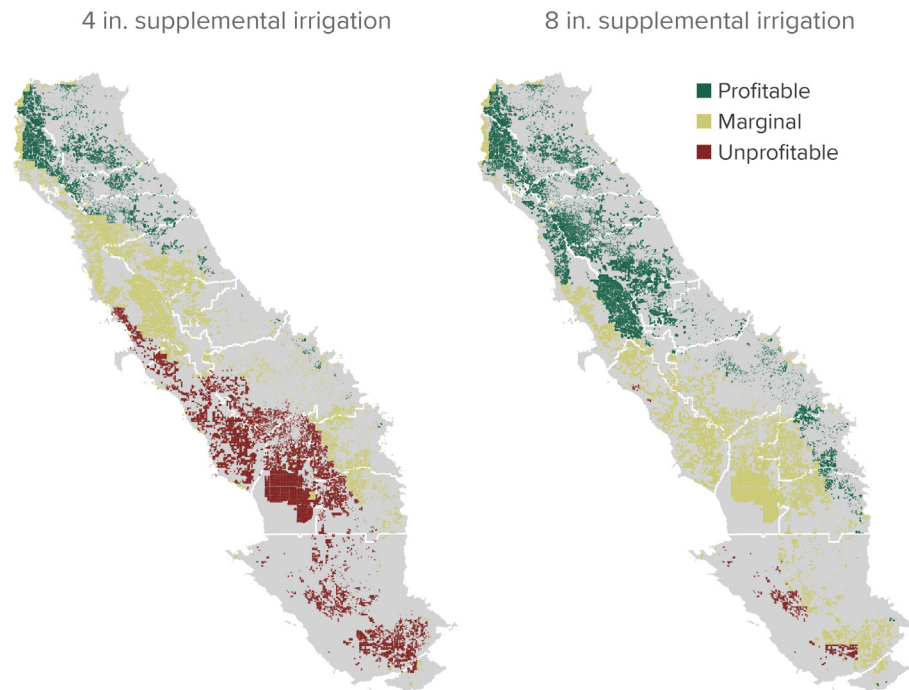 4 in. supplemental irrigation
8 in. supplemental irrigation
Profitable
Marginal
Unprofitable